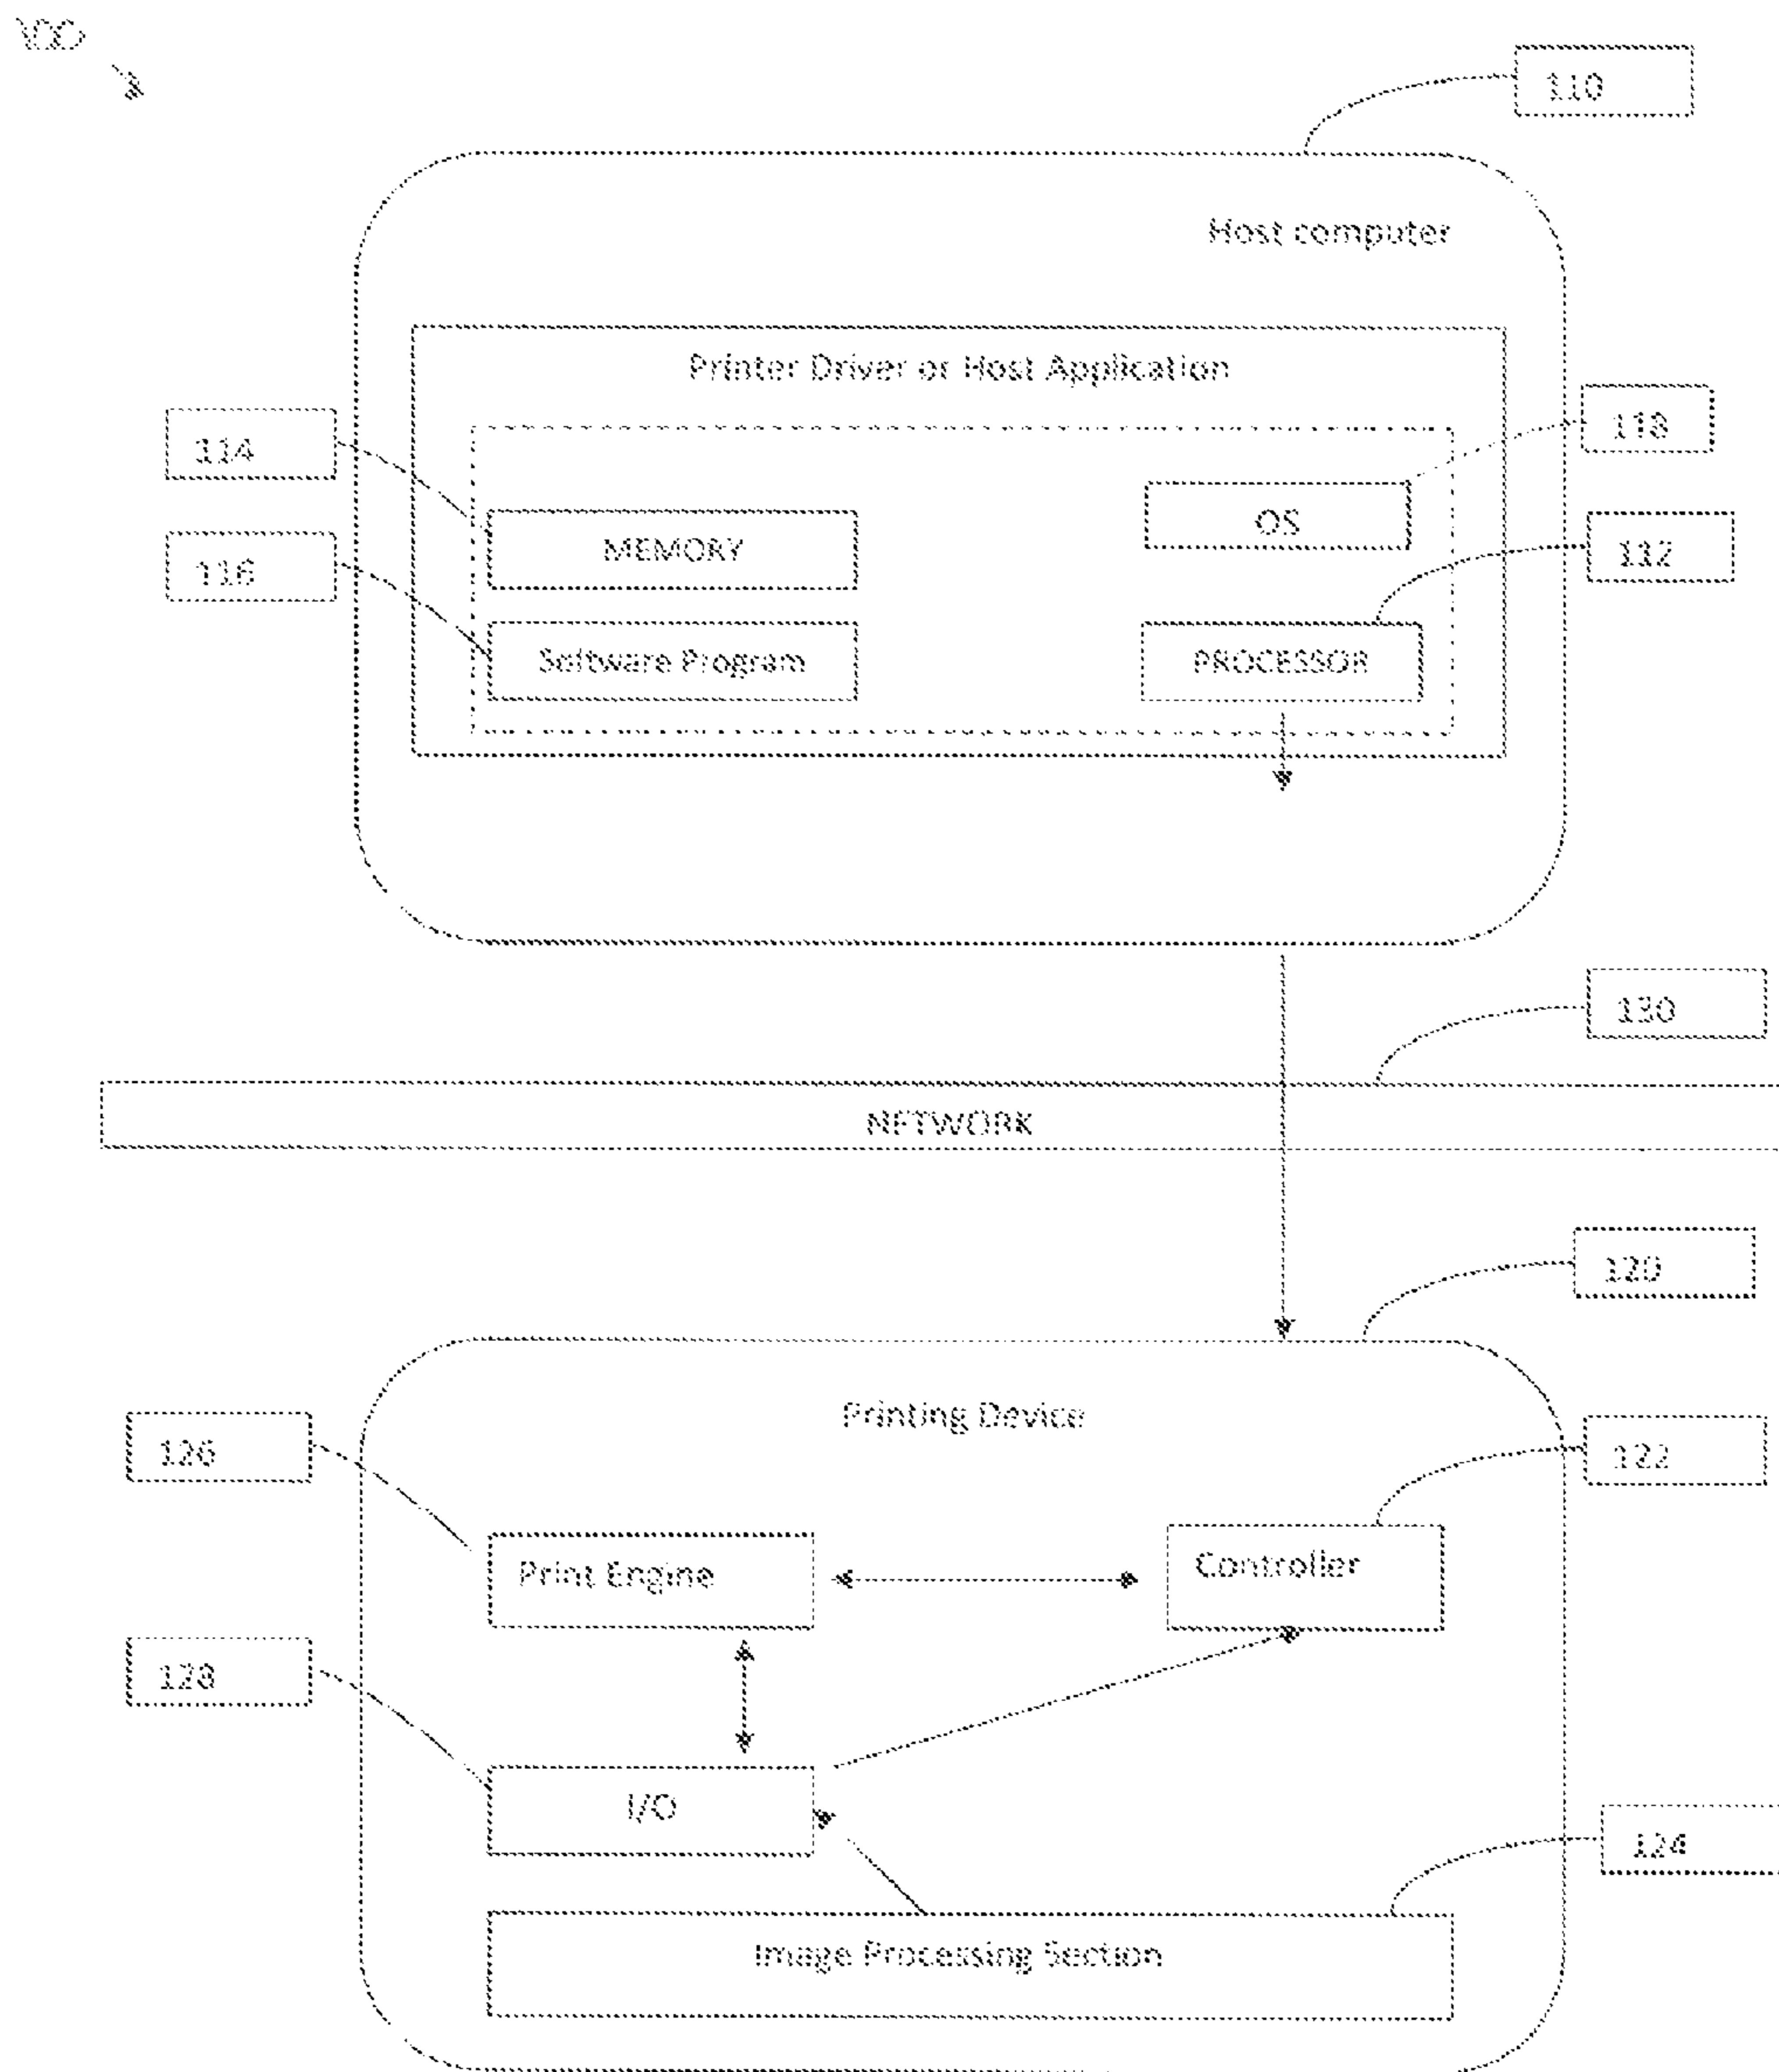 100
110
Host computer
Printer Driver or Host Application
114
118
OS
MEMORY
112
116
Software Program
PROCESSOR
130
NETWORK
120
Printing Device
126
122
Print Engine
Controller
128
I/O
124
Image Processing Section